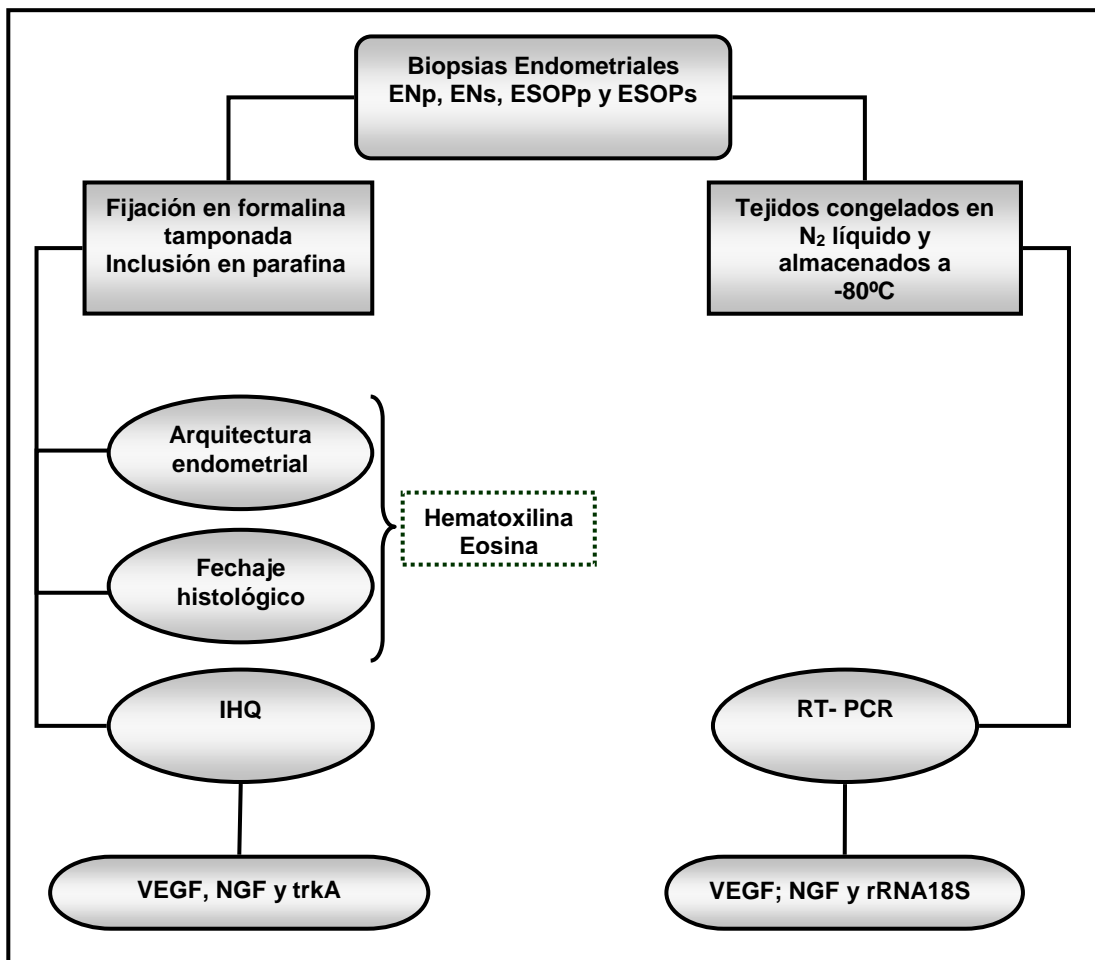 Biopsias Endometriales
ENp, ENs, ESOPp y ESOPs
Fijación en formalina
tamponada
Inclusión en parafina
Tejidos congelados en
N₂ líquido y
almacenados a
-80ºC
Arquitectura
endometrial
Hematoxilina
Eosina
Fechaje
histológico
IHQ
RT- PCR
VEGF, NGF y trkA
VEGF; NGF y rRNA18S